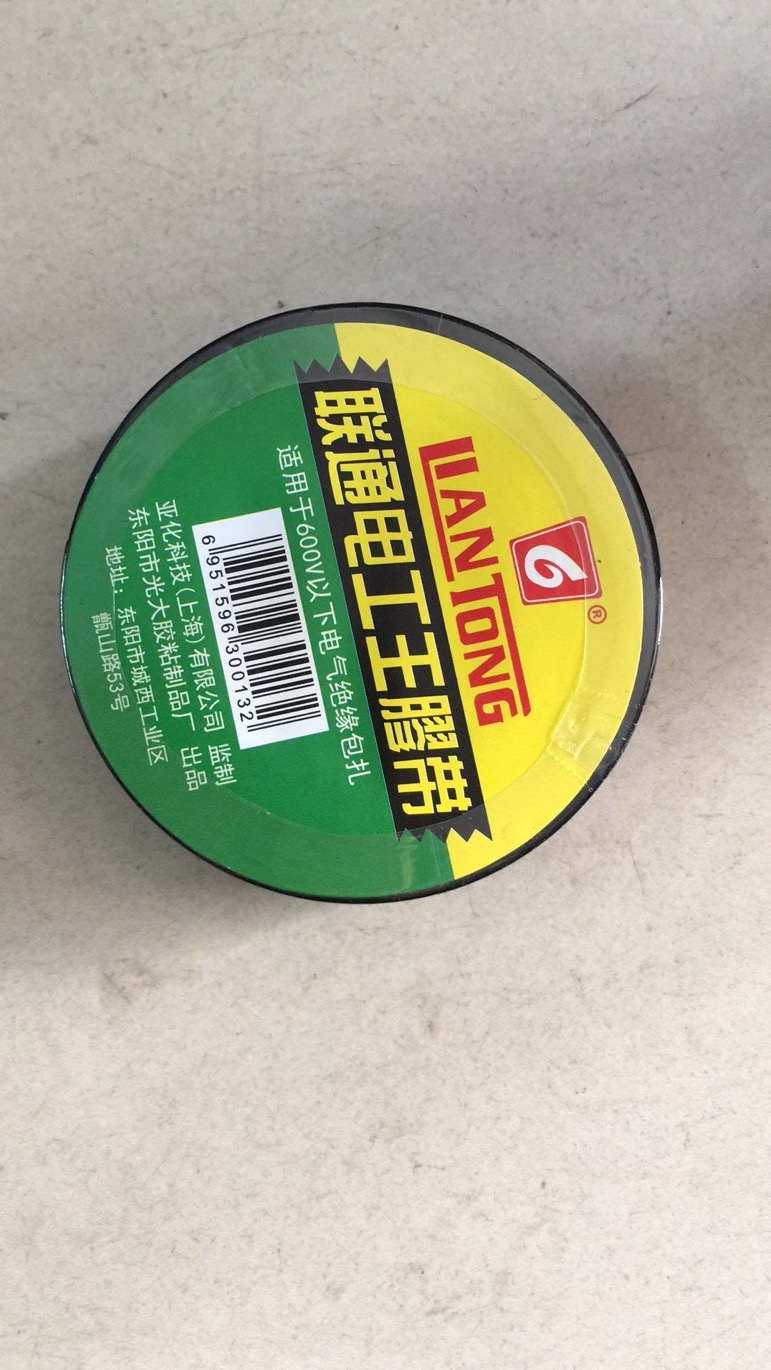 6 ®
LIANTONG
联通电工王膠带
适用于600V以下电气绝缘包扎
6 951596 300132
亚化科技(上海)有限公司 监制
东阳市光大胶粘制品厂 出品
地址：东阳市城西工业区
甑山路53号